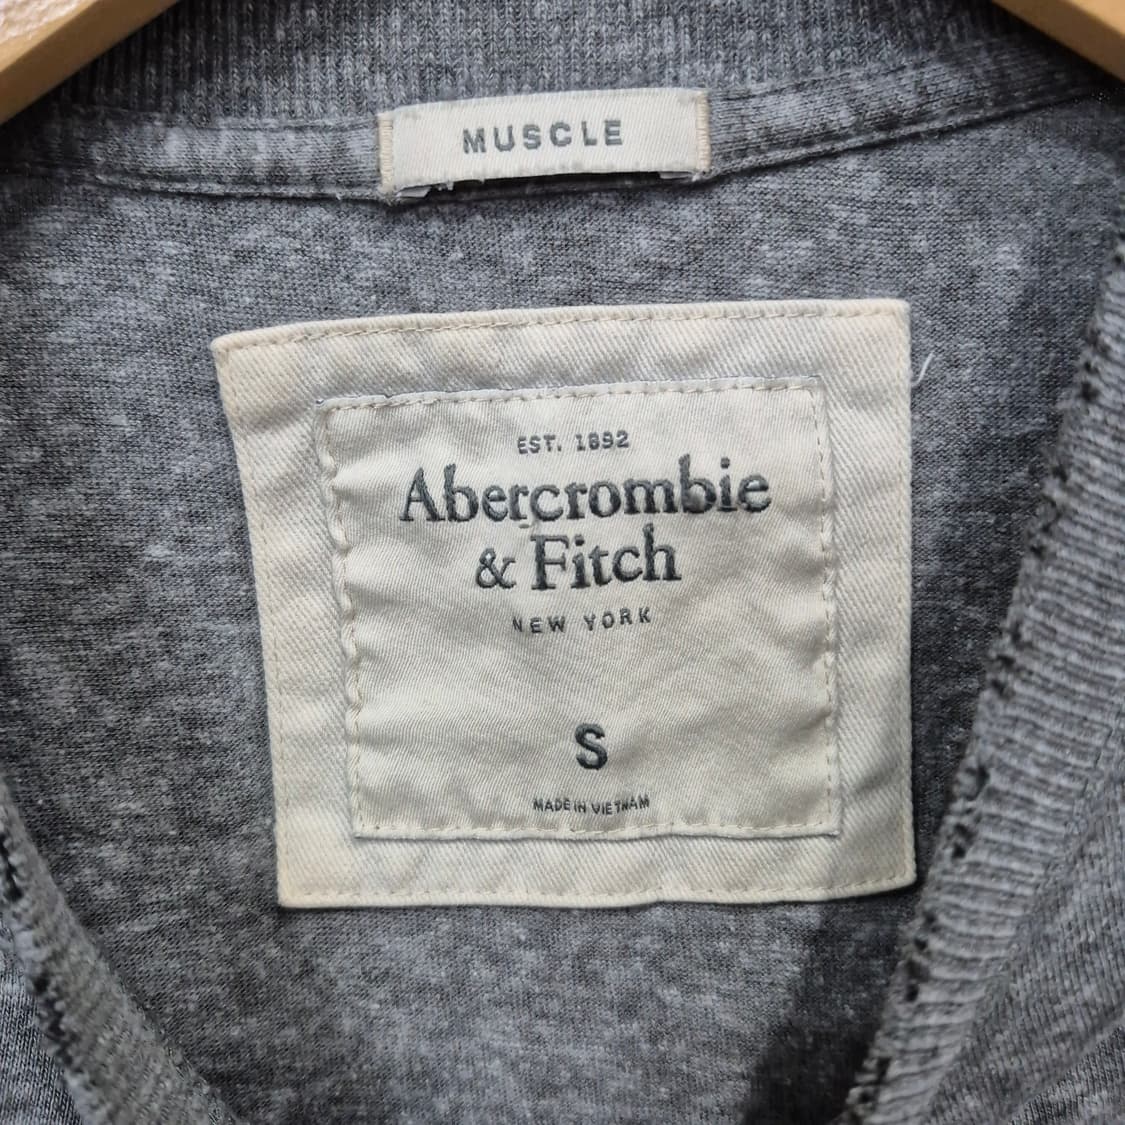 MUSCLE
EST. 1892
Abercrombie
& Fitch
NEW YORK
S
MADE IN VIETNAM